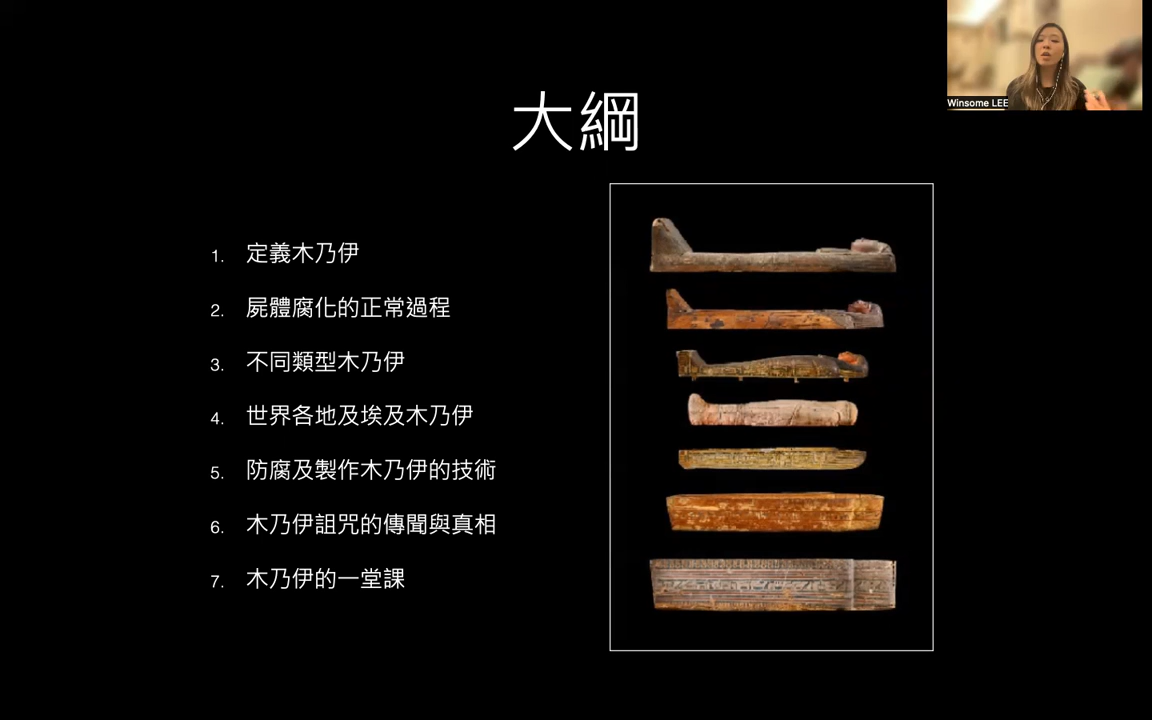 Winsome LEE
大綱
1. 定義木乃伊
2. 屍體腐化的正常過程
3. 不同類型木乃伊
4. 世界各地及埃及木乃伊
5. 防腐及製作木乃伊的技術
6. 木乃伊詛咒的傳聞與真相
7. 木乃伊的一堂課